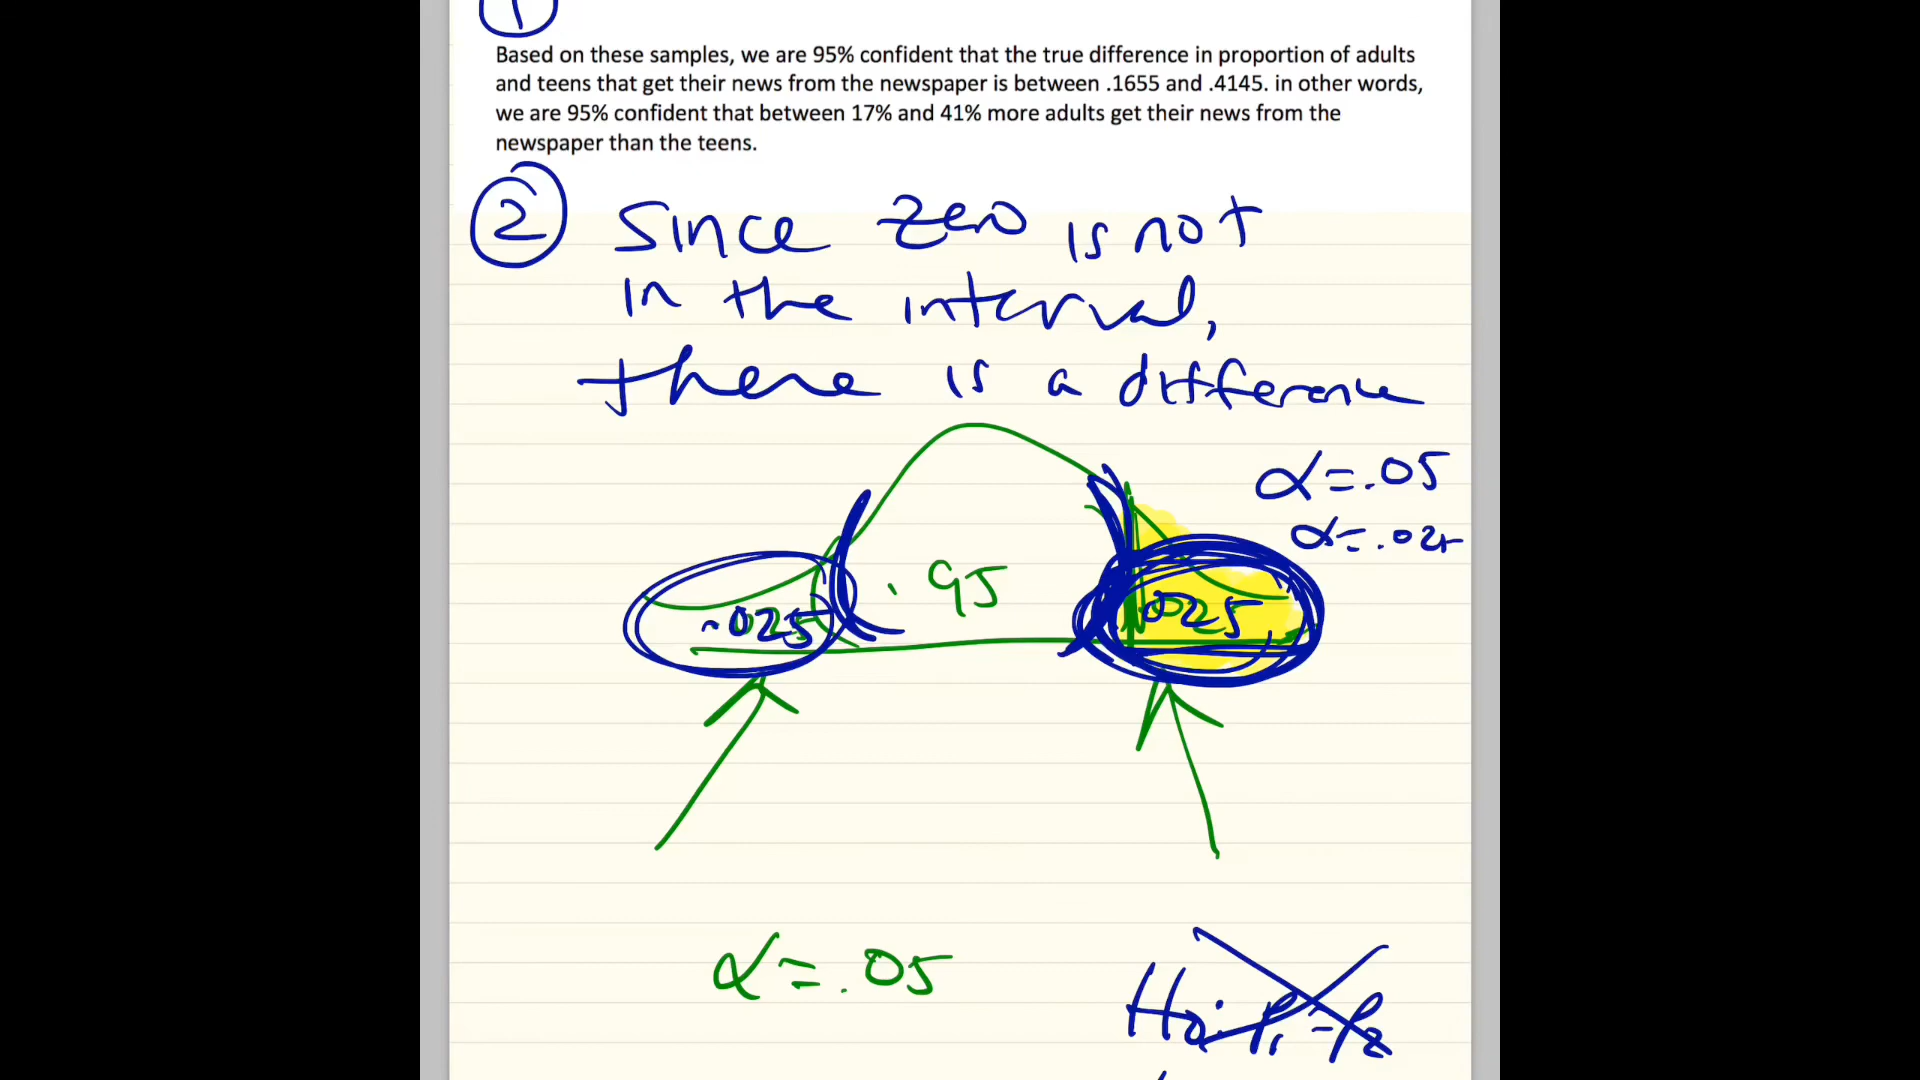 1
Based on these samples, we are 95% confident that the true difference in proportion of adults
and teens that get their news from the newspaper is between .1655 and .4145. in other words,
we are 95% confident that between 17% and 41% more adults get their news from the
newspaper than the teens.
2 Since zero is not
in the interval,
there is a difference
α=.05
α=.025
.025 .95 .025
α=.05